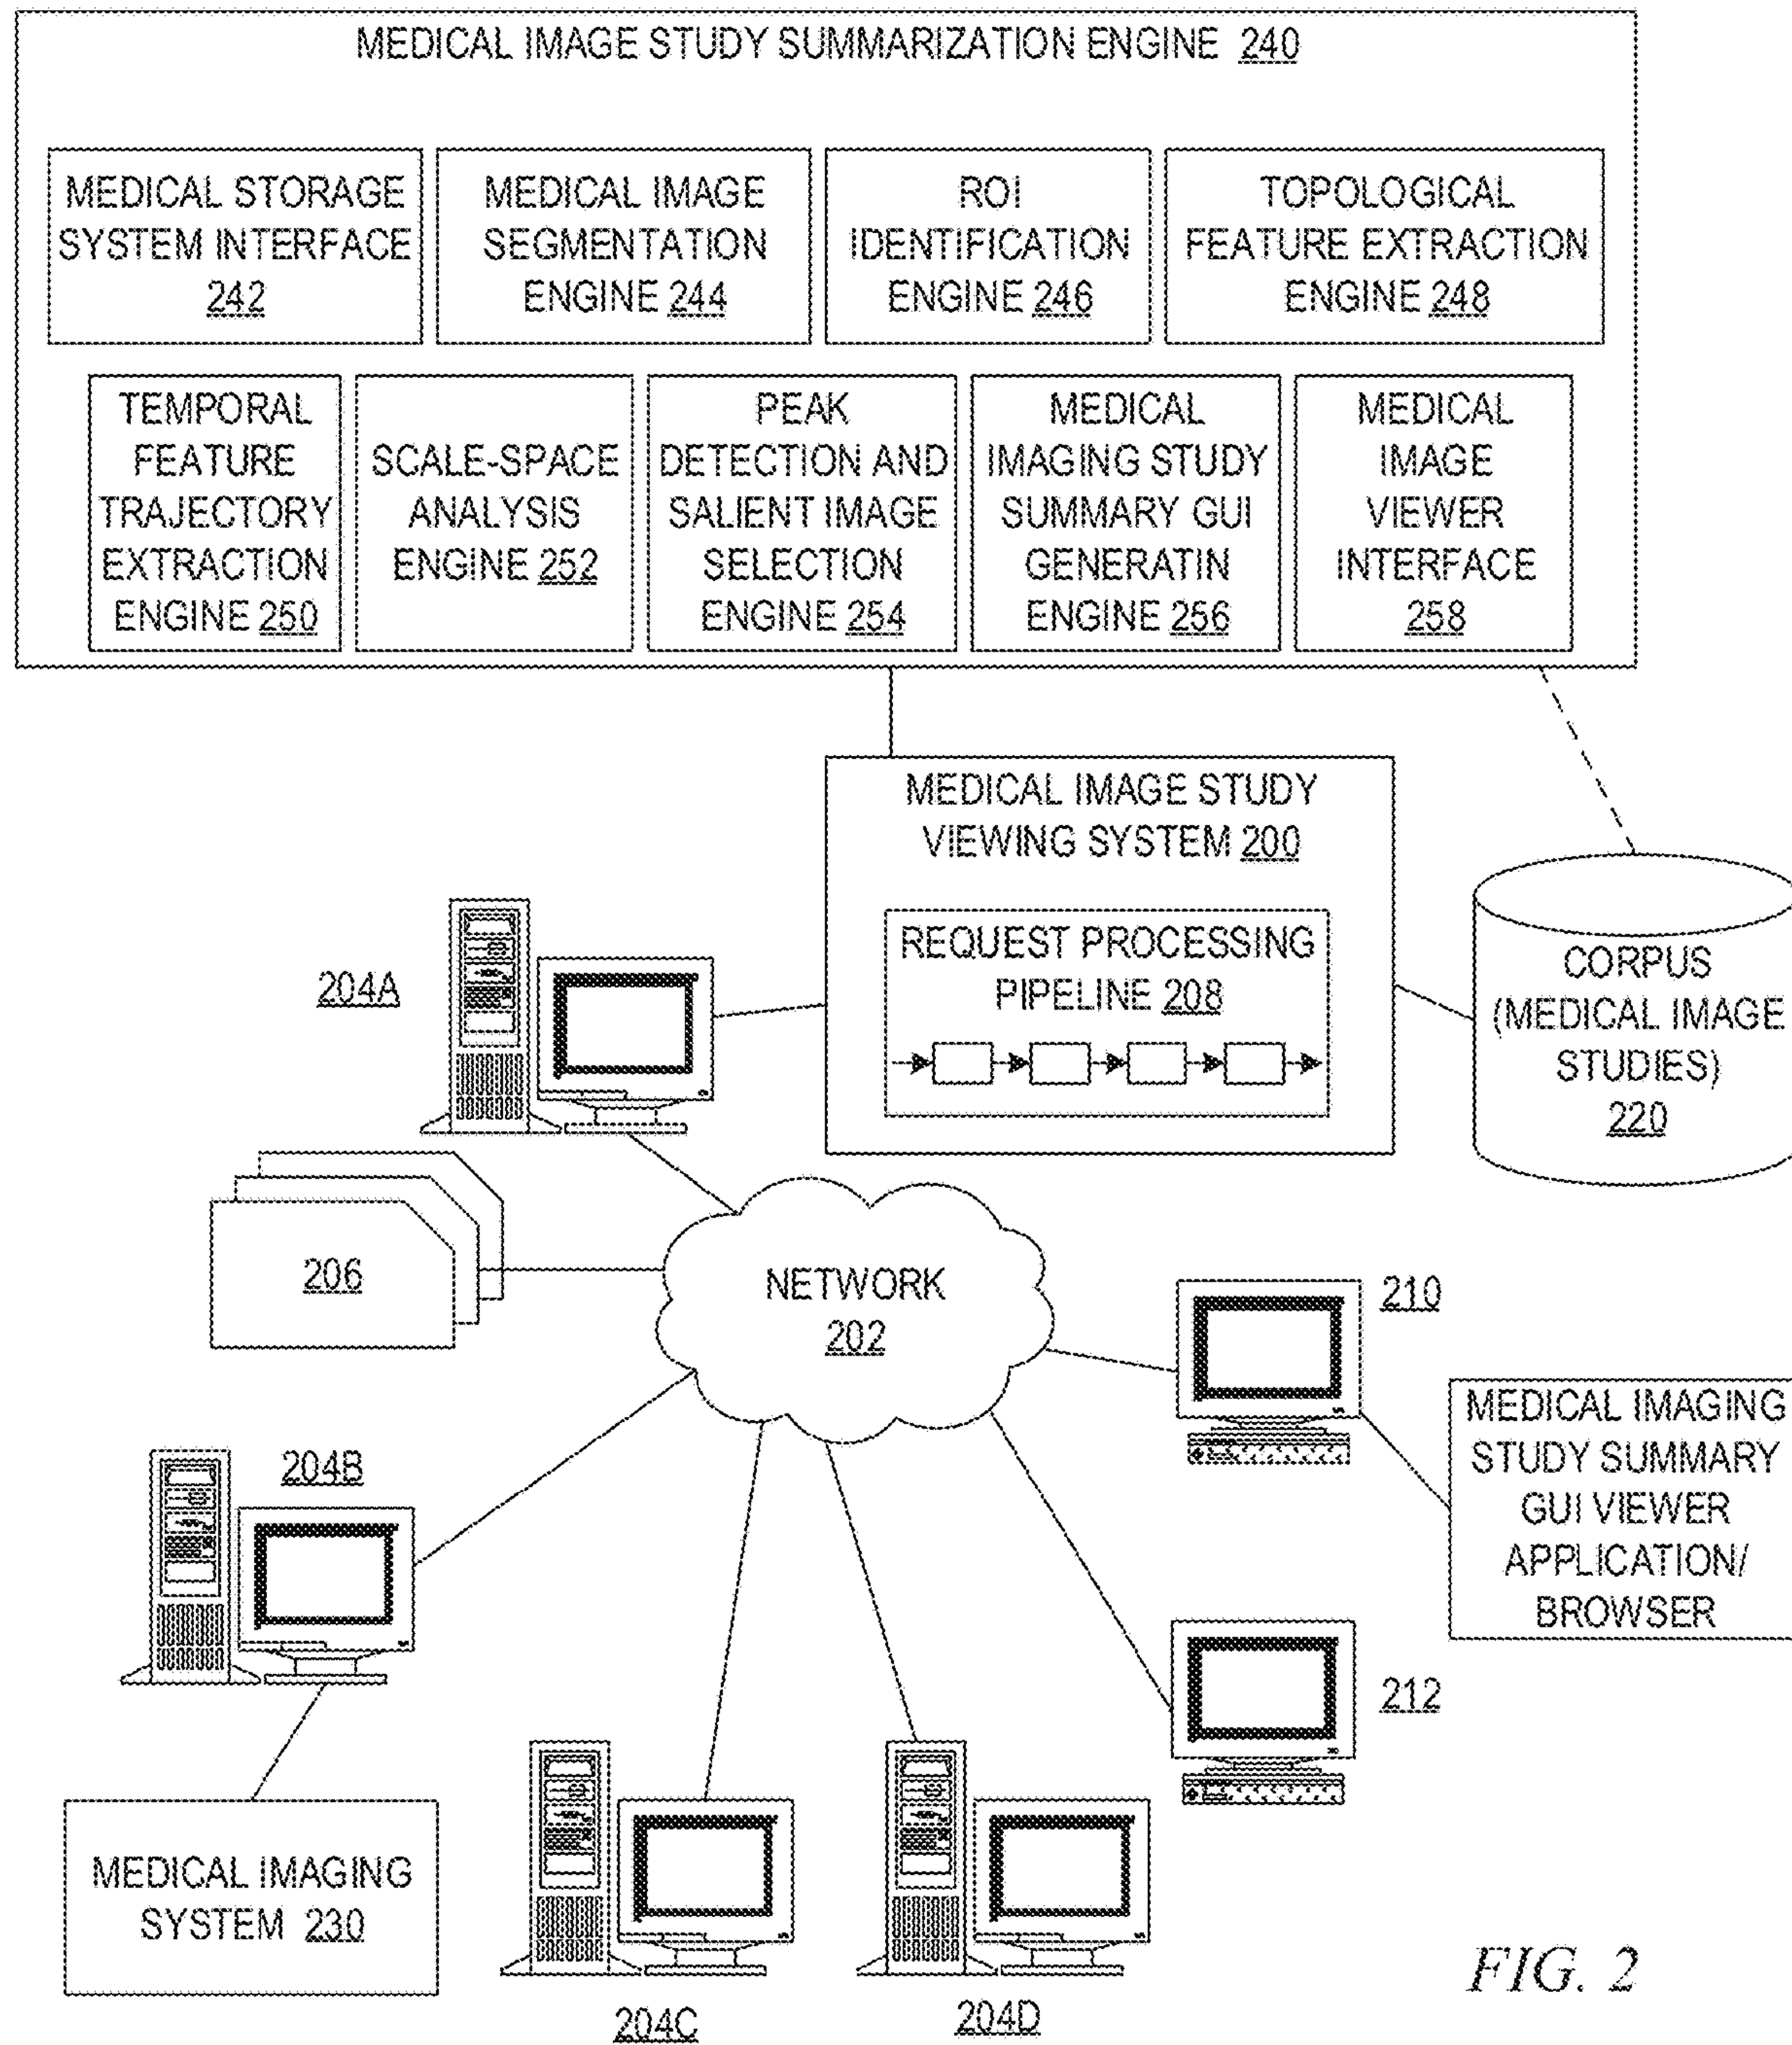 MEDICAL IMAGE STUDY SUMMARIZATION ENGINE 240
MEDICAL STORAGE
SYSTEM INTERFACE
242
MEDICAL IMAGE
SEGMENTATION
ENGINE 244
ROI
IDENTIFICATION
ENGINE 246
TOPOLOGICAL
FEATURE EXTRACTION
ENGINE 248
TEMPORAL
FEATURE
TRAJECTORY
EXTRACTION
ENGINE 250
SCALE-SPACE
ANALYSIS
ENGINE 252
PEAK
DETECTION AND
SALIENT IMAGE
SELECTION
ENGINE 254
MEDICAL
IMAGING STUDY
SUMMARY GUI
GENERATIN
ENGINE 256
MEDICAL
IMAGE
VIEWER
INTERFACE
258
MEDICAL IMAGE STUDY
VIEWING SYSTEM 200
REQUEST PROCESSING
PIPELINE 208
CORPUS
(MEDICAL IMAGE
STUDIES)
220
204A
206
NETWORK
202
210
MEDICAL IMAGING
STUDY SUMMARY
GUI VIEWER
APPLICATION/
BROWSER
204B
212
MEDICAL IMAGING
SYSTEM 230
204C
204D
FIG. 2